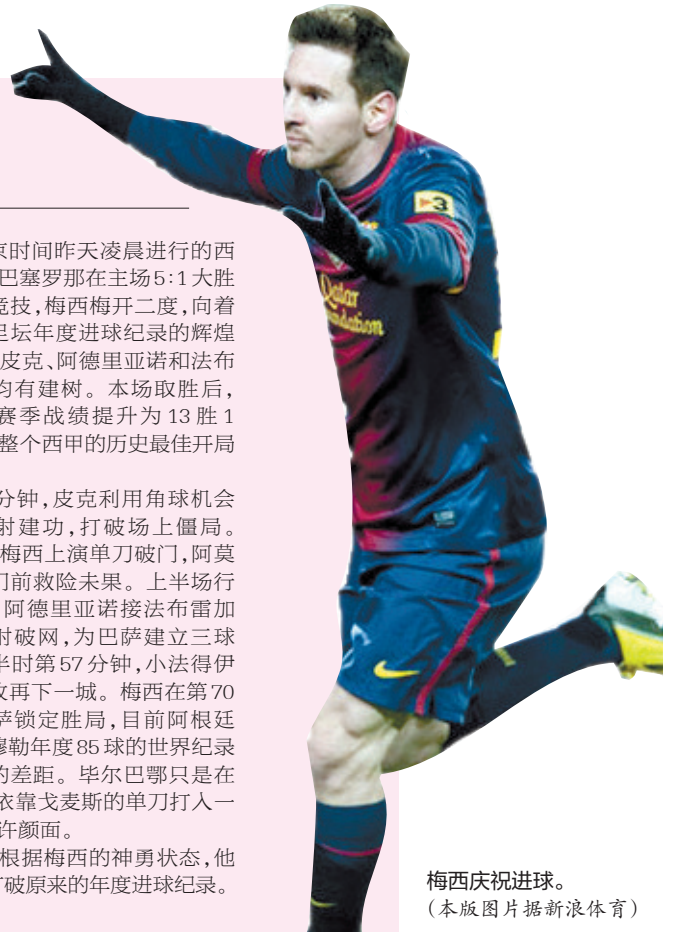 京时间昨天凌晨进行的西
巴塞罗那在主场5:1大胜
竞技,梅西梅开二度,向着
足坛年度进球纪录的辉煌
皮克、阿德里亚诺和法布
均有建树。本场取胜后,
赛季战绩提升为13胜1
整个西甲的历史最佳开局
分钟,皮克利用角球机会
射建功,打破场上僵局。
梅西上演单刀破门,阿莫
门前救险未果。上半场行
阿德里亚诺接法布雷加
射破网,为巴萨建立三球
半时第57分钟,小法得伊
攻再下一城。梅西在第70
萨锁定胜局,目前阿根廷
穆勒年度85球的世界纪录
的差距。毕尔巴鄂只是在
依靠戈麦斯的单刀打入一
许颜面。
根据梅西的神勇状态,他
打破原来的年度进球纪录。
3
Qatar
undation
梅西庆祝进球。
(本版图片据新浪体育)